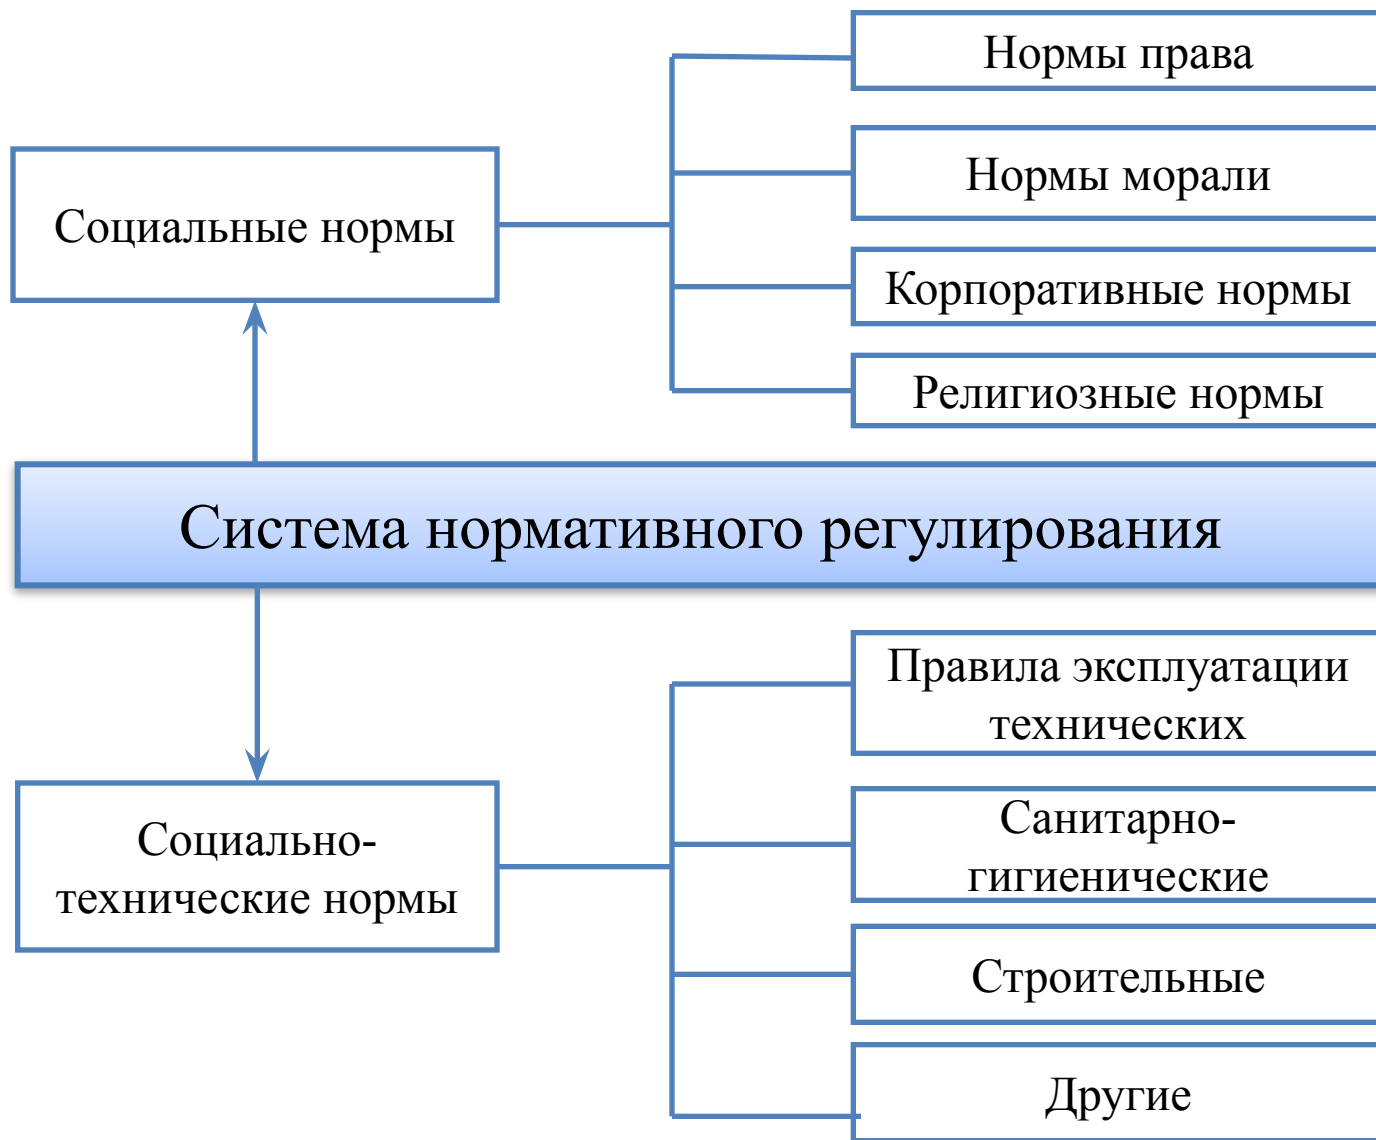 Нормы права
Нормы морали
Социальные нормы
Корпоративные нормы
Религиозные нормы
Система нормативного регулирования
Правила эксплуатации
технических
Санитарно-
гигиенические
Социально-
технические нормы
Строительные
Другие